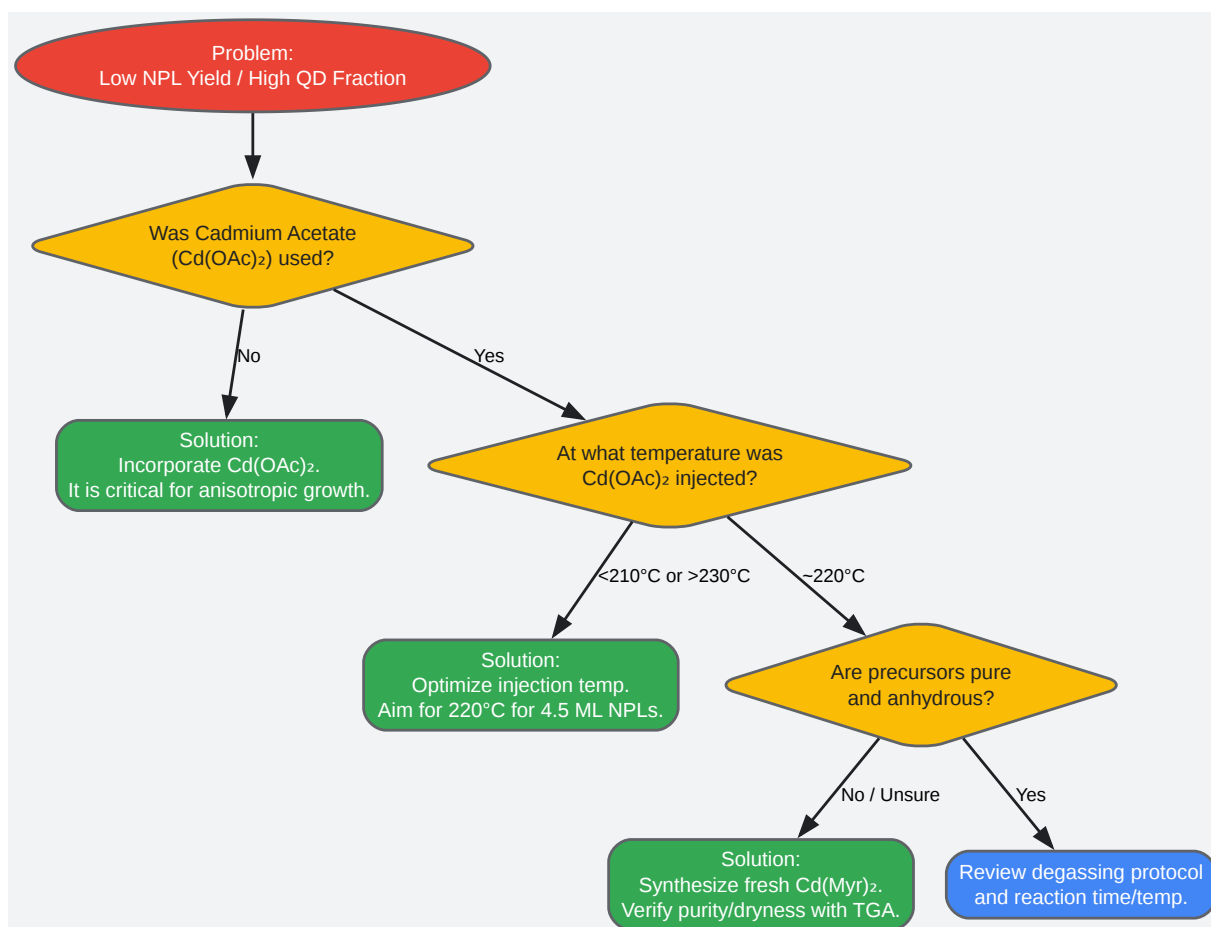 Problem:
Low NPL Yield / High QD Fraction
Was Cadmium Acetate
(Cd(OAc)₂) used?
No
Yes
Solution:
Incorporate Cd(OAc)₂.
It is critical for anisotropic growth.
At what temperature was
Cd(OAc)₂ injected?
<210°C or >230°C
~220°C
Solution:
Optimize injection temp.
Aim for 220°C for 4.5 ML NPLs.
Are precursors pure
and anhydrous?
No / Unsure
Yes
Solution:
Synthesize fresh Cd(Myr)₂.
Verify purity/dryness with TGA.
Review degassing protocol
and reaction time/temp.